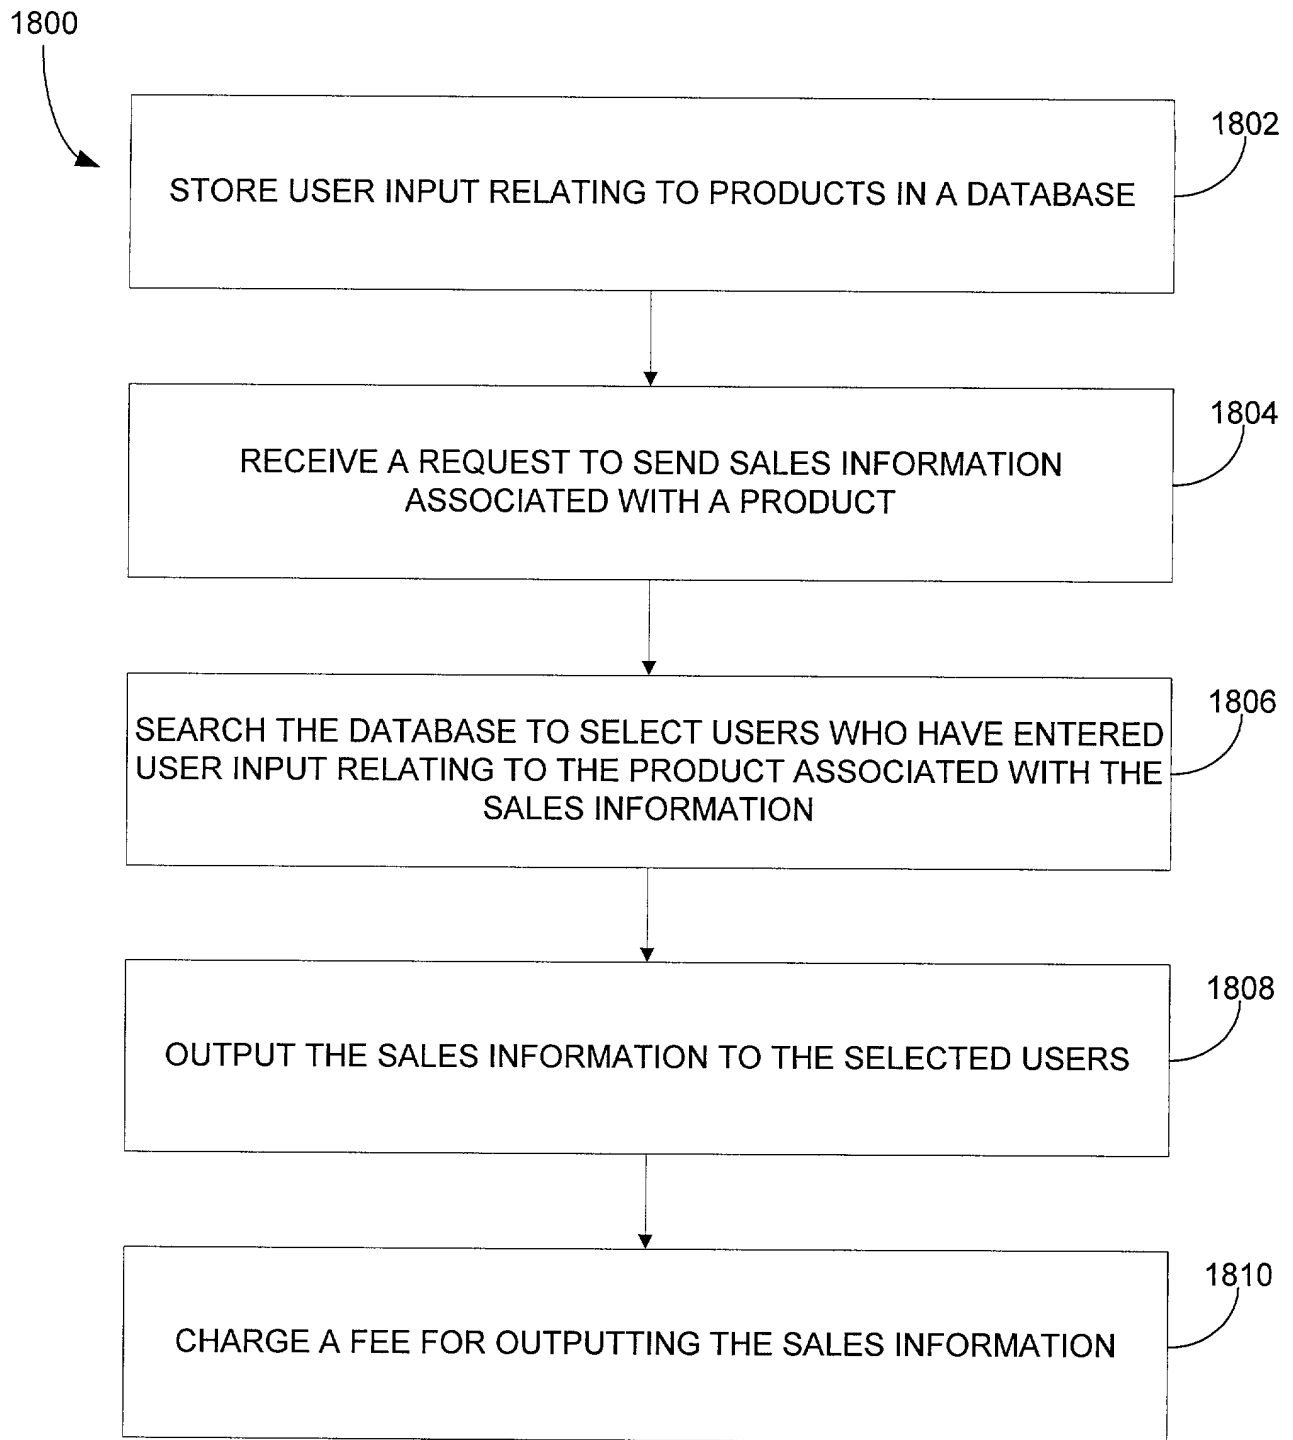 1800
1802
STORE USER INPUT RELATING TO PRODUCTS IN A DATABASE
1804
RECEIVE A REQUEST TO SEND SALES INFORMATION
ASSOCIATED WITH A PRODUCT
1806
SEARCH THE DATABASE TO SELECT USERS WHO HAVE ENTERED
USER INPUT RELATING TO THE PRODUCT ASSOCIATED WITH THE
SALES INFORMATION
1808
OUTPUT THE SALES INFORMATION TO THE SELECTED USERS
1810
CHARGE A FEE FOR OUTPUTTING THE SALES INFORMATION